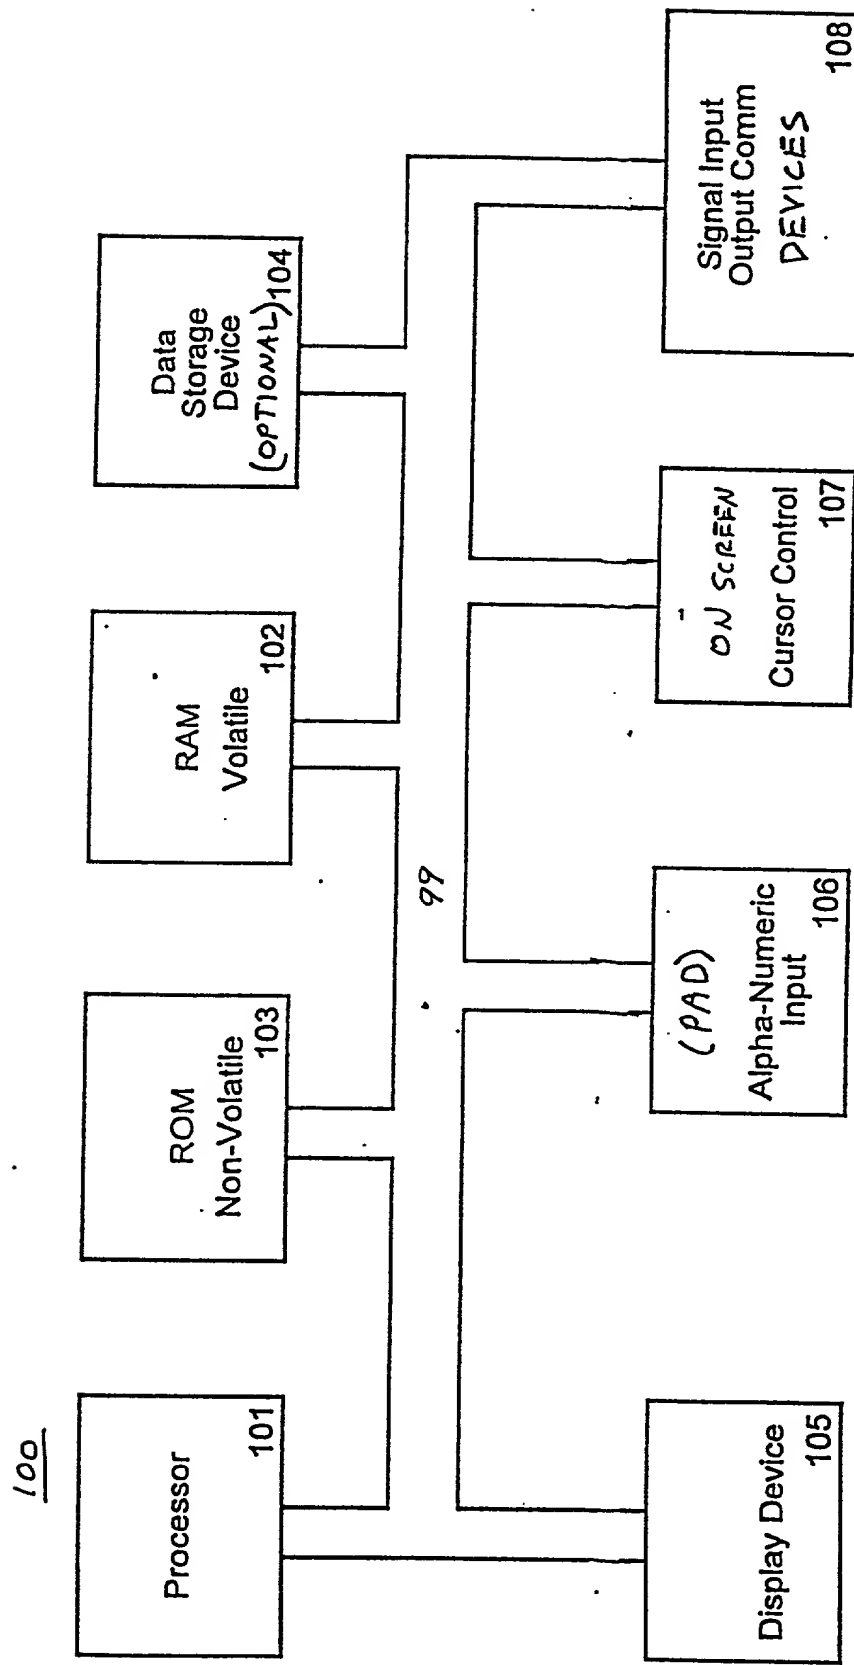 100
Processor
101
ROM
Non-Volatile
103
RAM
Volatile
102
Data
Storage
Device
(OPTIONAL)
104
99
Display Device
105
(PAD)
Alpha-Numeric
Input
106
ON SCREEN
Cursor Control
107
Signal Input
Output Comm
DEVICES
108